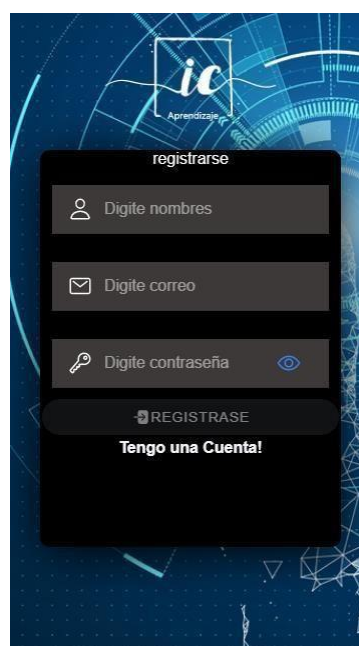 ic
Aprendizaje
registrarse
Digite nombres
Digite correo
Digite contraseña
REGISTRASE
Tengo una Cuenta!